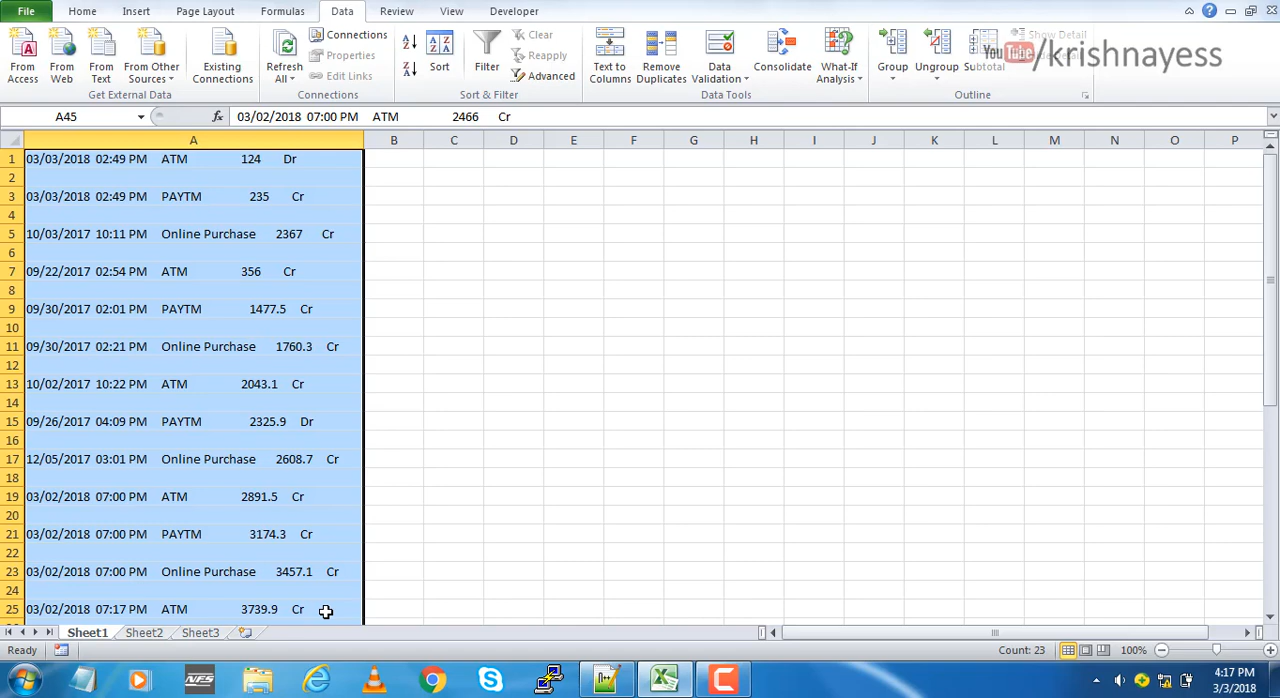 File Home Insert Page Layout Formulas Data Review View Developer
From Access
From Web
From Text
From Other Sources
Existing Connections
Get External Data
Refresh All
Connections
Properties
Edit Links
Connections
Sort
Filter
Clear
Reapply
Advanced
Sort & Filter
Text to Columns
Remove Duplicates
Data Validation
Consolidate
What-If Analysis
Data Tools
Group
Ungroup
Subtotal
Show Detail
Outline
YouTube/krishnayess
A45 fx 03/02/2018 07:00 PM ATM 2466 Cr
A B C D E F G H I J K L M N O P
1 03/03/2018 02:49 PM ATM 124 Dr
2
3 03/03/2018 02:49 PM PAYTM 235 Cr
4
5 10/03/2017 10:11 PM Online Purchase 2367 Cr
6
7 09/22/2017 02:54 PM ATM 356 Cr
8
9 09/30/2017 02:01 PM PAYTM 1477.5 Cr
10
11 09/30/2017 02:21 PM Online Purchase 1760.3 Cr
12
13 10/02/2017 10:22 PM ATM 2043.1 Cr
14
15 09/26/2017 04:09 PM PAYTM 2325.9 Dr
16
17 12/05/2017 03:01 PM Online Purchase 2608.7 Cr
18
19 03/02/2018 07:00 PM ATM 2891.5 Cr
20
21 03/02/2018 07:00 PM PAYTM 3174.3 Cr
22
23 03/02/2018 07:00 PM Online Purchase 3457.1 Cr
24
25 03/02/2018 07:17 PM ATM 3739.9 Cr
Sheet1 Sheet2 Sheet3
Ready Count: 23 100%
NFS
4:17 PM
3/3/2018